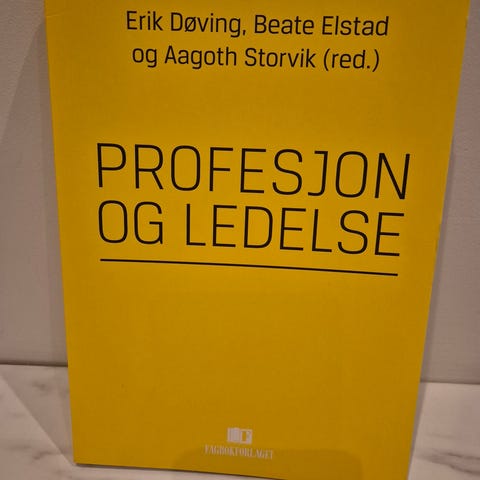 Erik Døving, Beate Elstad
og Aagoth Storvik (red.)
PROFESJON
OG LEDELSE
FAGBOKFORLAGET